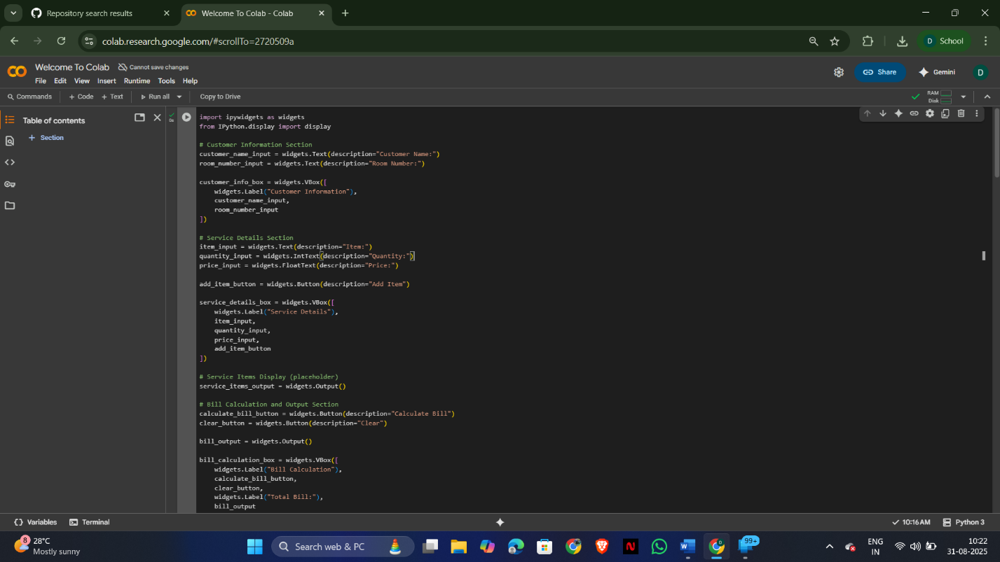 Repository search results
Welcome To Colab - Colab
colab.research.google.com/#scrollTo=2720509a
D School
Welcome To Colab
Cannot save changes
File Edit View Insert Runtime Tools Help
Share
Gemini
D
Commands + Code + Text Run all Copy to Drive
RAM
Disk
Table of contents
+ Section
0s
import ipywidgets as widgets
from IPython.display import display
# Customer Information Section
customer_name_input = widgets.Text(description="Customer Name:")
room_number_input = widgets.Text(description="Room Number:")
customer_info_box = widgets.VBox([
    widgets.Label("Customer Information"),
    customer_name_input,
    room_number_input
])
# Service Details Section
item_input = widgets.Text(description="Item:")
quantity_input = widgets.IntText(description="Quantity:")
price_input = widgets.FloatText(description="Price:")
add_item_button = widgets.Button(description="Add Item")
service_details_box = widgets.VBox([
    widgets.Label("Service Details"),
    item_input,
    quantity_input,
    price_input,
    add_item_button
])
# Service Items Display (placeholder)
service_items_output = widgets.Output()
# Bill Calculation and Output Section
calculate_bill_button = widgets.Button(description="Calculate Bill")
clear_button = widgets.Button(description="Clear")
bill_output = widgets.Output()
bill_calculation_box = widgets.VBox([
    widgets.Label("Bill Calculation"),
    calculate_bill_button,
    clear_button,
    widgets.Label("Total Bill:"),
    bill_output
Variables Terminal
10:16 AM Python 3
8
28°C
Mostly sunny
Search web & PC
99+
ENG
IN
10:22
31-08-2025